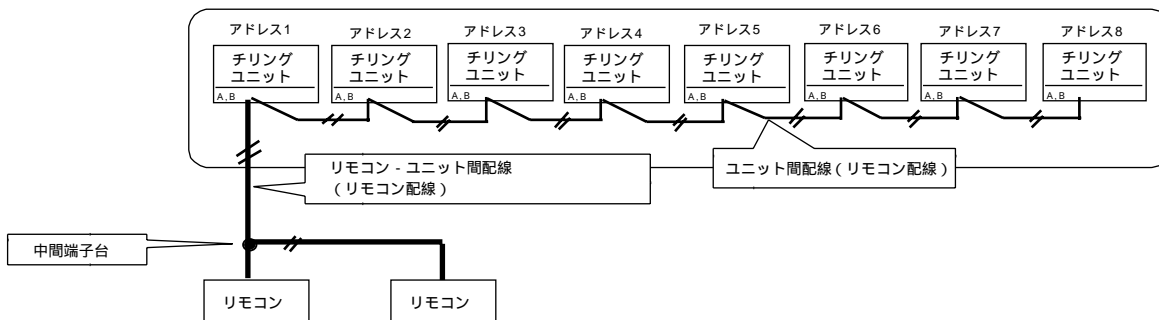 アドレス1
アドレス2
アドレス3
アドレス4
アドレス5
アドレス6
アドレス7
アドレス8
チリング
ユニット
チリング
ユニット
チリング
ユニット
チリング
ユニット
チリング
ユニット
チリング
ユニット
チリング
ユニット
チリング
ユニット
A,B
A,B
A,B
A,B
A,B
A,B
A,B
A,B
リモコン - ユニット間配線
(リモコン配線)
ユニット間配線(リモコン配線)
中間端子台
リモコン
リモコン